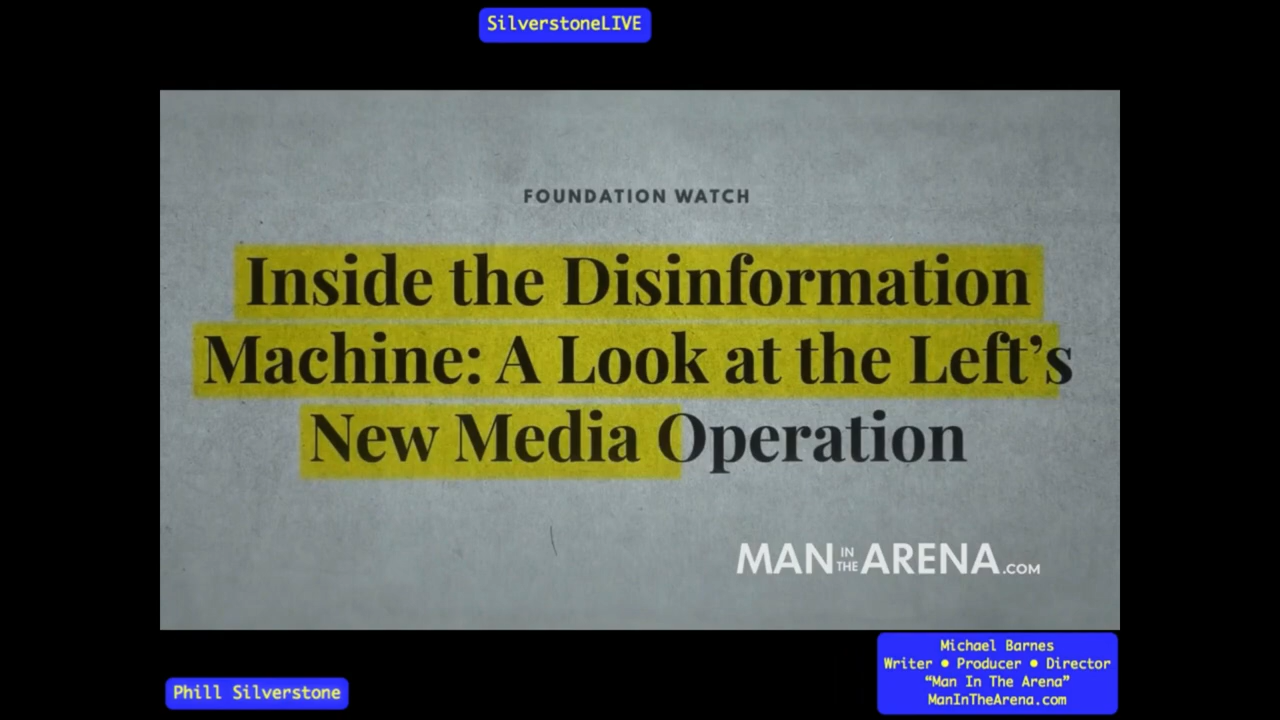 SilverstoneLIVE
FOUNDATION WATCH
Inside the Disinformation
Machine: A Look at the Left’s
New Media Operation
MAN IN THE ARENA.COM
Phill Silverstone
Michael Barnes
Writer ● Producer ● Director
“Man In The Arena”
ManInTheArena.com